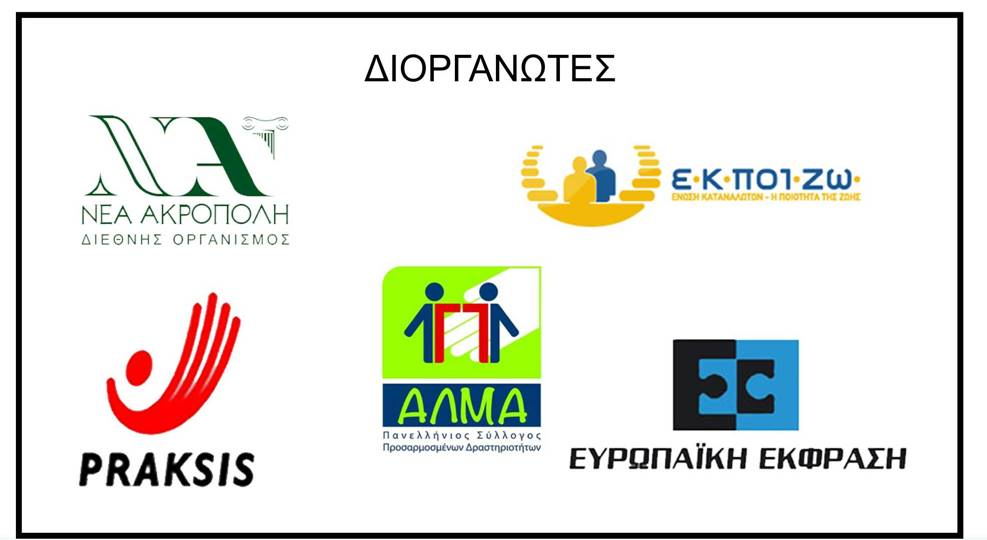 ΔΙΟΡΓΑΝΩΤΕΣ
ΝΑ
ΝΕΑ ΑΚΡΟΠΟΛΗ
ΔΙΕΘΝΗΣ ΟΡΓΑΝΙΣΜΟΣ
Ε·Κ·ΠΟΙ·ΖΩ·
ΕΝΩΣΗ ΚΑΤΑΝΑΛΩΤΩΝ - Η ΠΟΙΟΤΗΤΑ ΤΗΣ ΖΩΗΣ
PRAKSIS
ΑΛΜΑ
Πανελλήνιος Σύλλογος
Προσαρμοσμένων Δραστηριοτήτων
ΕΥΡΩΠΑΪΚΗ ΕΚΦΡΑΣΗ